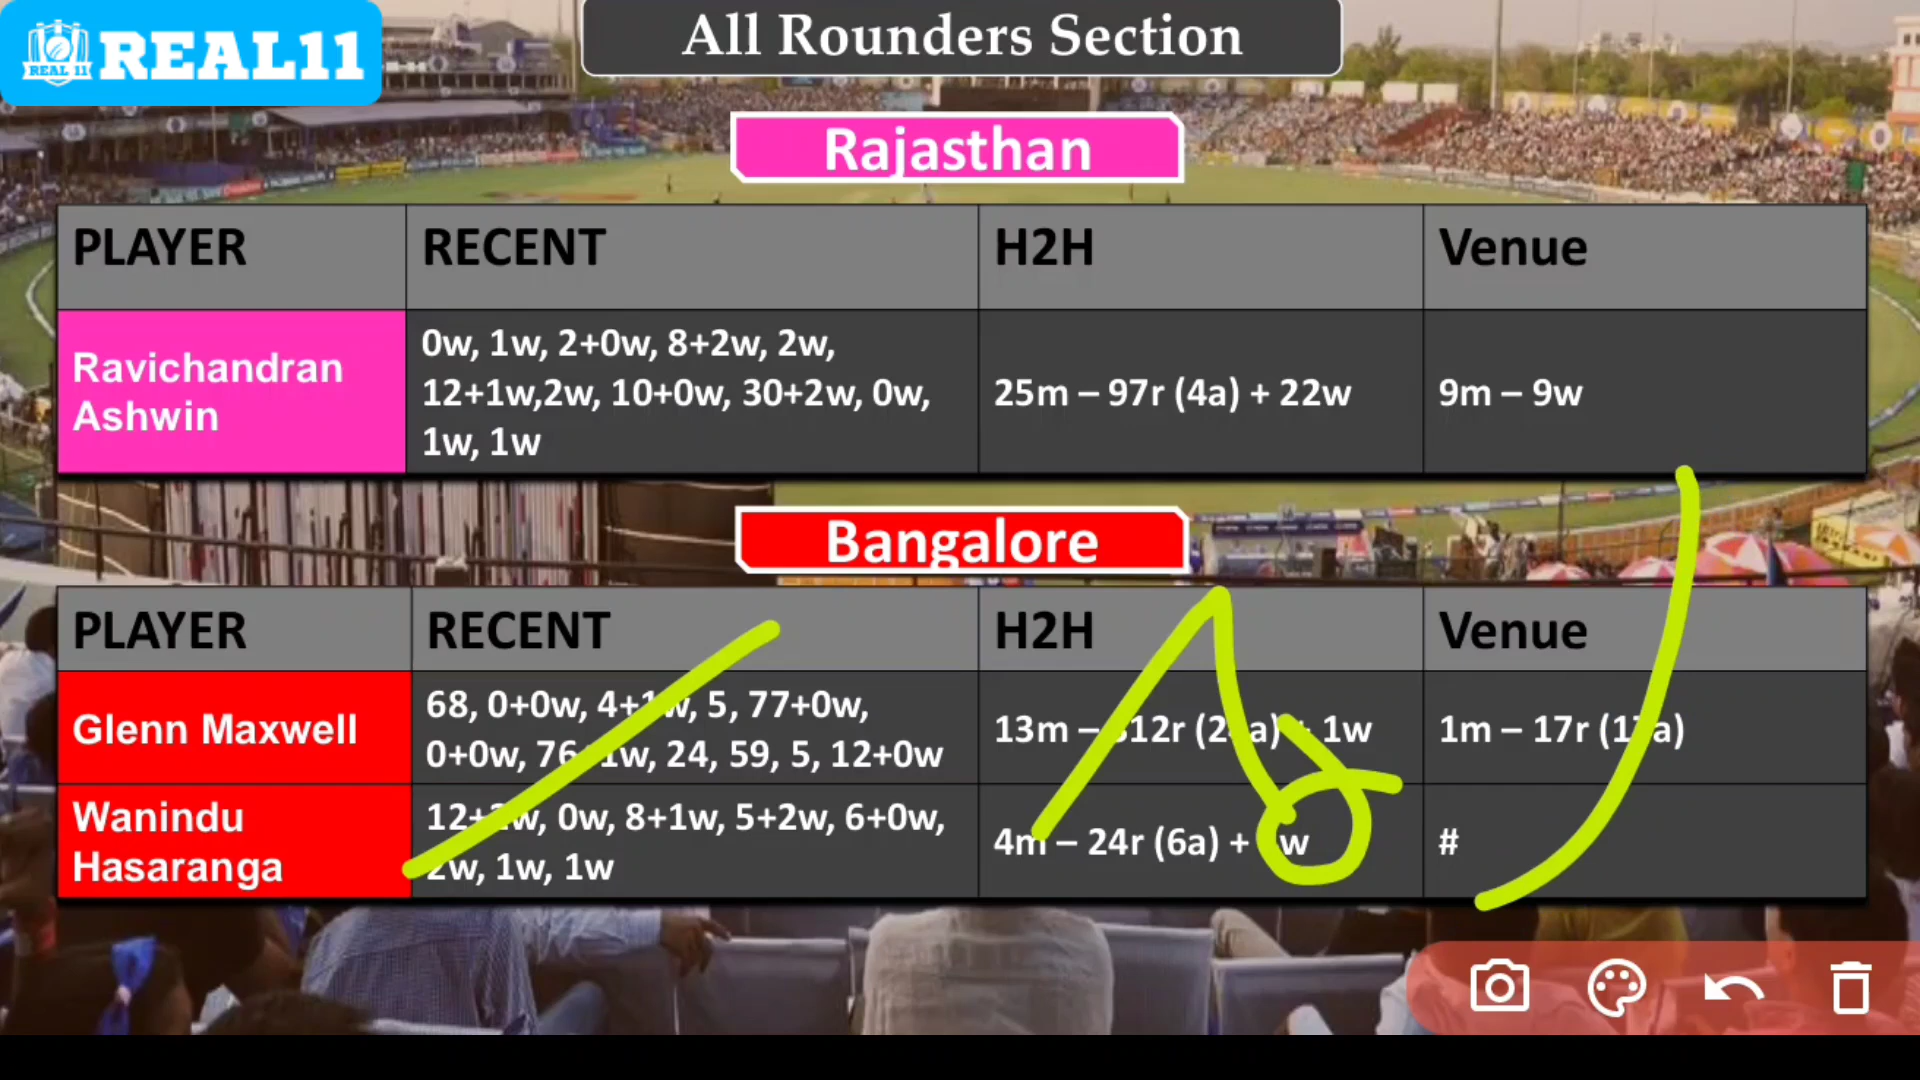 REAL11
REAL 11
All Rounders Section
Rajasthan
PLAYER RECENT H2H Venue
Ravichandran Ashwin
0w, 1w, 2+0w, 8+2w, 2w,
12+1w,2w, 10+0w, 30+2w, 0w,
1w, 1w
25m – 97r (4a) + 22w
9m – 9w
Bangalore
PLAYER RECENT H2H Venue
Glenn Maxwell
68, 0+0w, 4+1w, 5, 77+0w,
0+0w, 76+1w, 24, 59, 5, 12+0w
13m – 12r + 1w
1m – 17r
Wanindu
Hasaranga
0w, 8+1w, 5+2w, 6+0w,
2w, 1w, 1w
4m – 24r (6a) + w
#